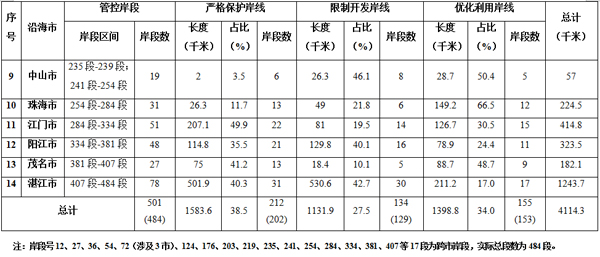 序号 沿海市 管控岸段 严格保护岸线 限制开发岸线 优化利用岸线 总计（千米）
岸段区间 岸段数 长度（千米） 占比（%） 岸段数 长度（千米） 占比（%） 岸段数 长度（千米） 占比（%） 岸段数
9 中山市 235段-239段；241段-254段 19 2 3.5 6 26.3 46.1 8 28.7 50.4 5 57
10 珠海市 254段-284段 31 26.3 11.7 13 49 21.8 6 149.2 66.5 12 224.5
11 江门市 284段-334段 51 207.1 49.9 22 81 19.5 14 126.7 30.5 15 414.8
12 阳江市 334段-381段 48 114.8 35.5 21 129.8 40.1 16 78.9 24.4 11 323.5
13 茂名市 381段-407段 27 75 41.2 13 18.4 10.1 5 88.7 48.7 9 182.1
14 湛江市 407段-484段 78 501.9 40.3 31 530.6 42.7 30 211.2 17.0 17 1243.7
总计 501（484） 1583.6 38.5 212（202） 1131.9 27.5 134（129） 1398.8 34.0 155（153） 4114.3
注：岸段号12、27、36、54、72（涉及3市）、124、176、203、219、235、241、254、284、334、381、407等17段为跨市岸段，实际总段数为484段。